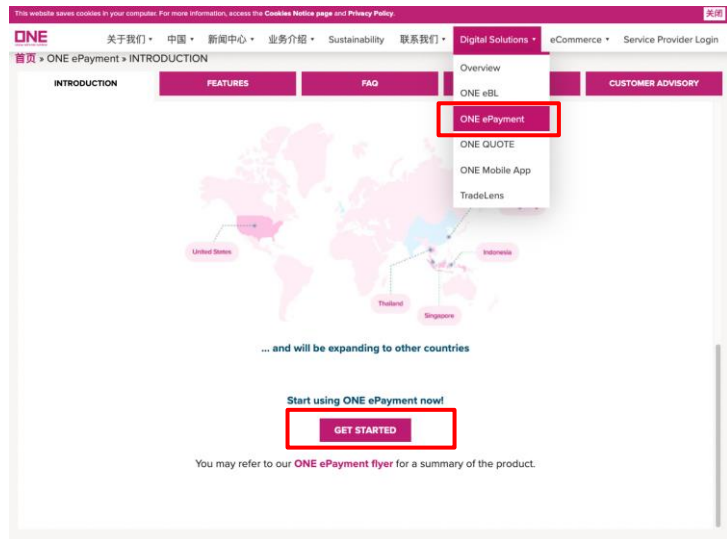 This website saves cookies in your computer. For more information, access the Cookies Notice page and Privacy Policy.
关闭
ONE
关于我们 中国 新闻中心 业务介绍 Sustainability 联系我们 Digital Solutions eCommerce Service Provider Login
首页 » ONE ePayment » INTRODUCTION
Overview
INTRODUCTION FEATURES FAQ CUSTOMER ADVISORY
ONE eBL
ONE ePayment
ONE QUOTE
ONE Mobile App
TradeLens
United States
Indonesia
Thailand
Singapore
... and will be expanding to other countries
Start using ONE ePayment now!
GET STARTED
You may refer to our ONE ePayment flyer for a summary of the product.